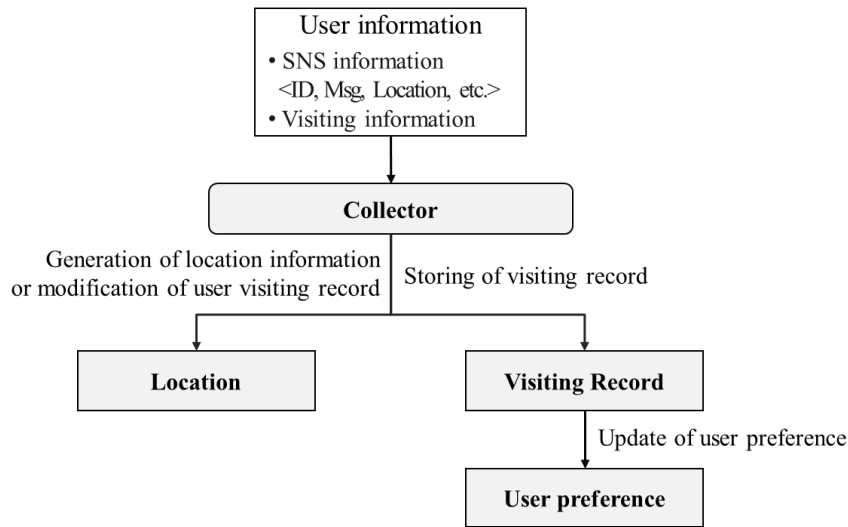 User information
• SNS information
<ID, Msg, Location, etc.>
• Visiting information
Collector
Generation of location information
or modification of user visiting record
Storing of visiting record
Location
Visiting Record
Update of user preference
User preference